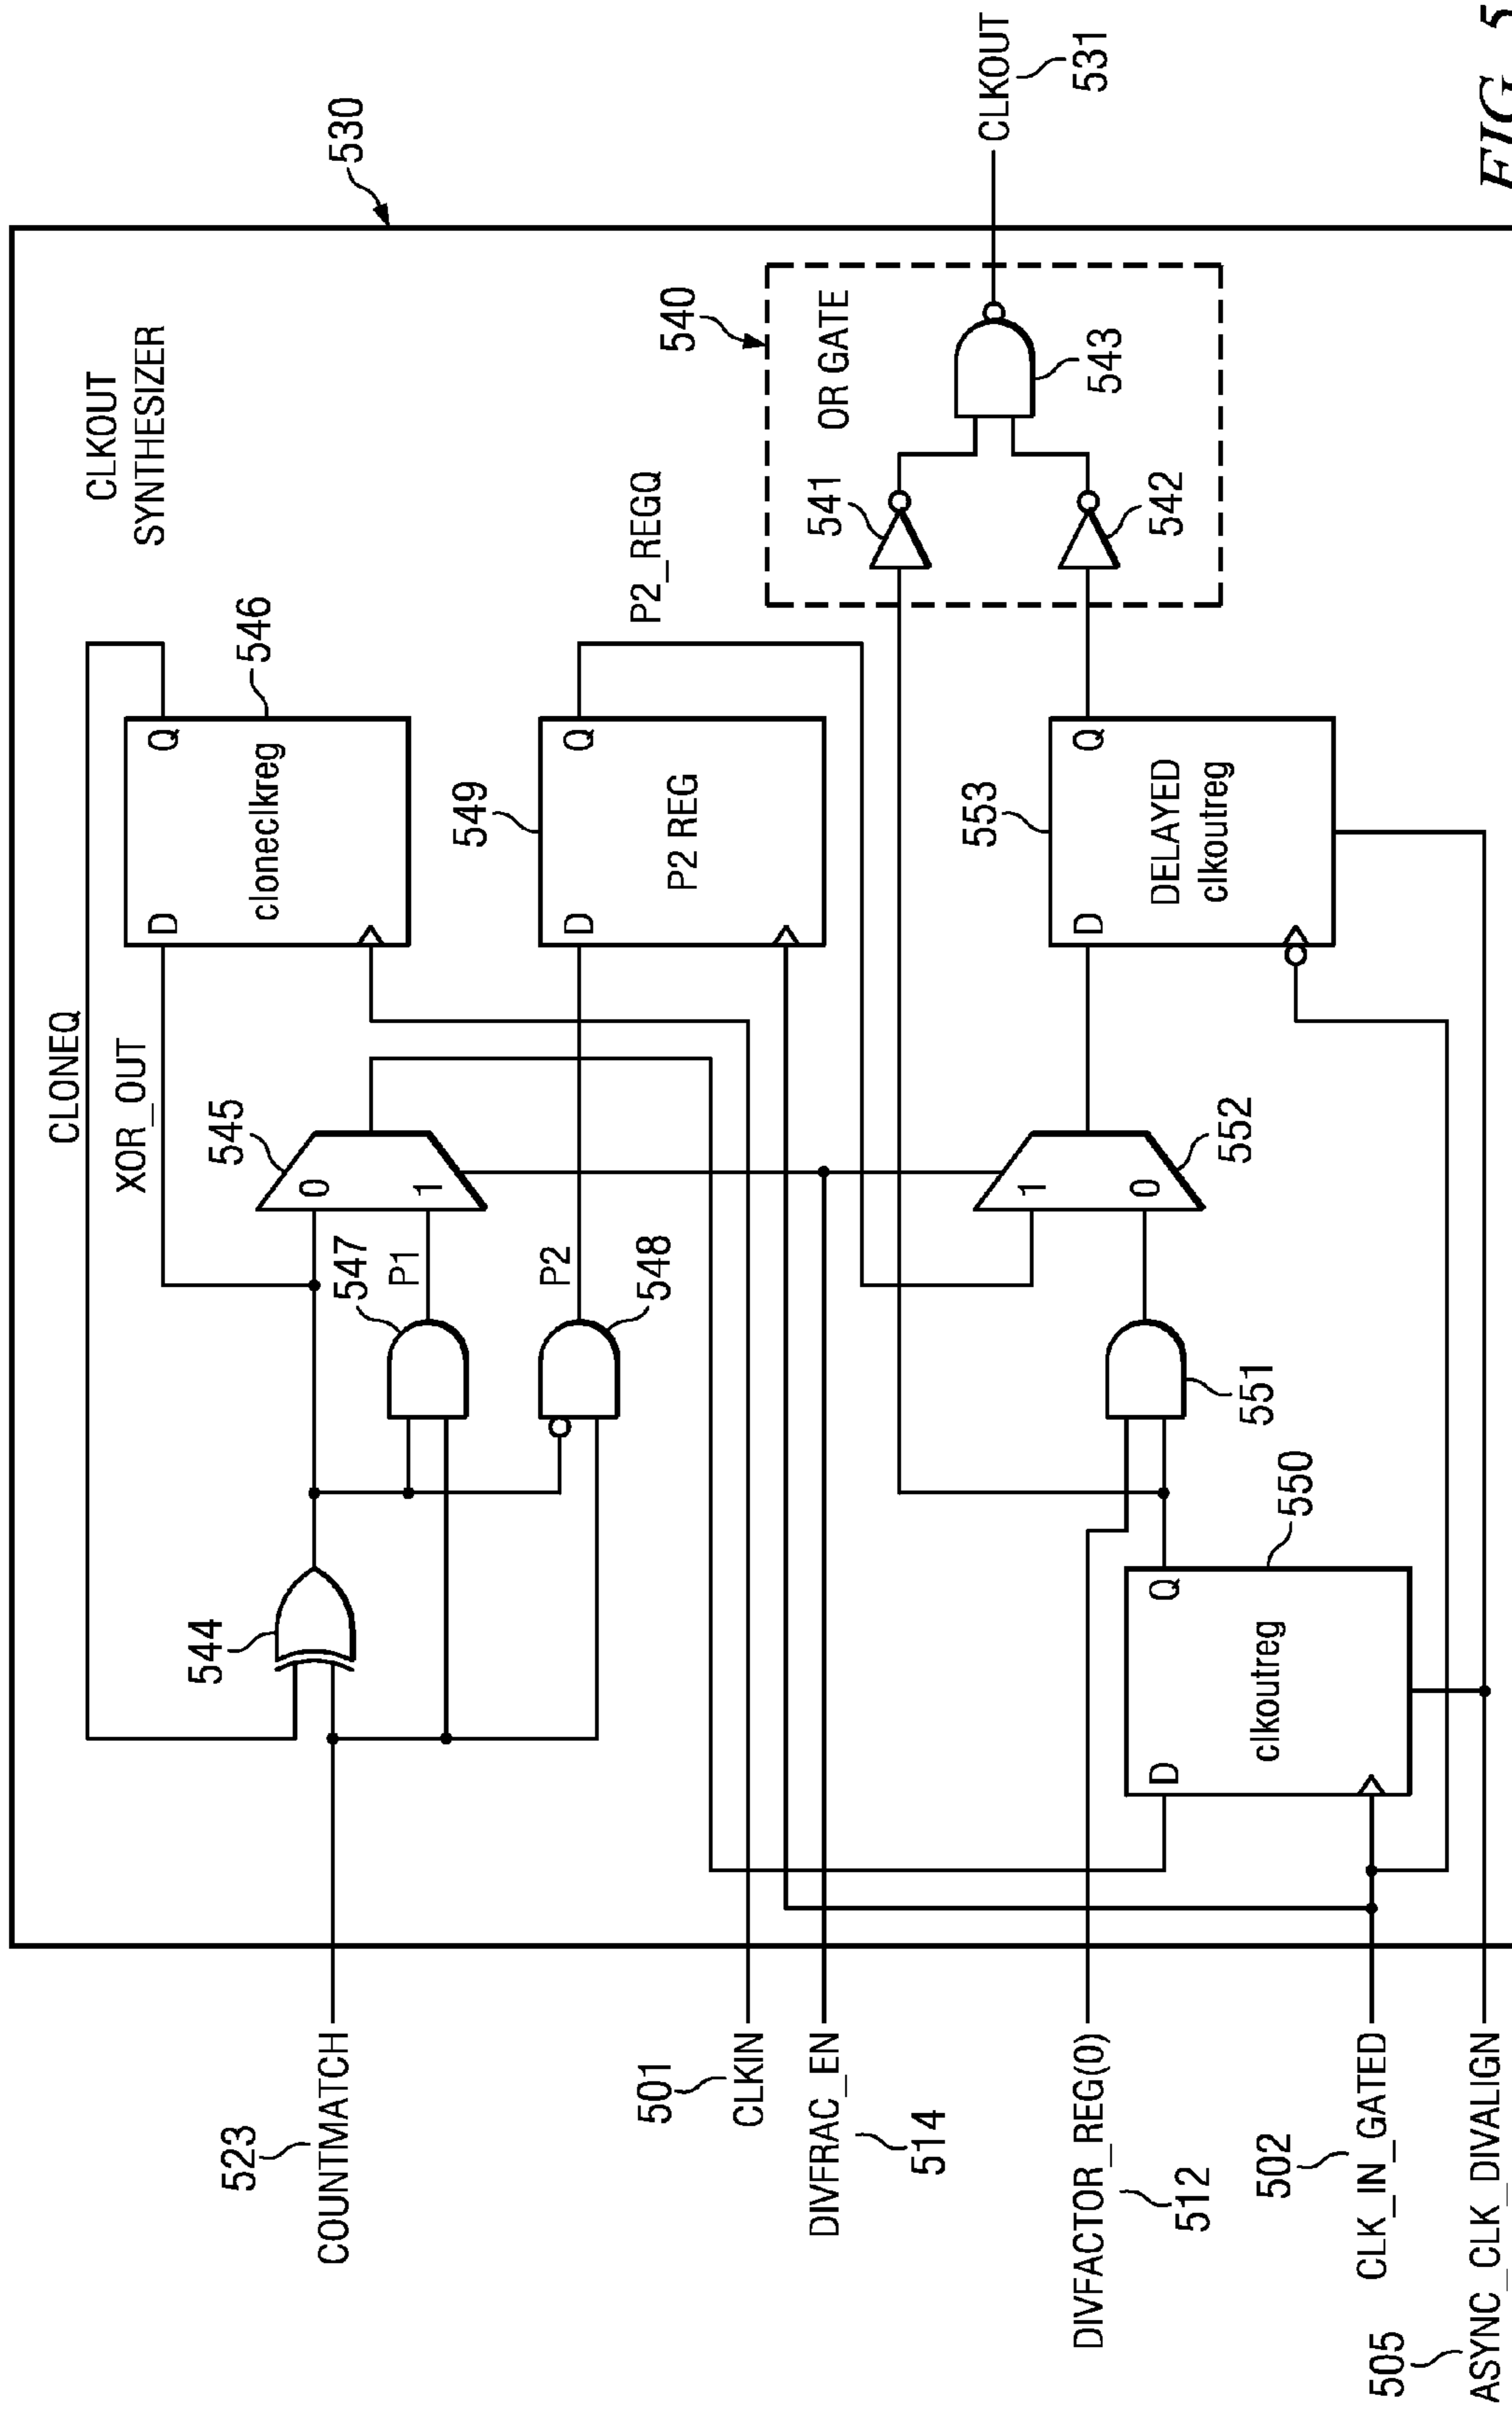 CLKOUT
SYNTHESIZER
530
CLONEQ
XOR_OUT
544
545
546
D
Q
cloneclkreg
0
1
547
P1
P2
548
549
D
Q
P2 REG
P2_REGQ
540
OR GATE
541
542
543
CLKOUT
531
550
D
Q
clkoutreg
551
1
0
552
553
D
Q
DELAYED
clkoutreg
523
COUNTMATCH
501
CLKIN
DIVFRAC_EN
514
DIVFACTOR_REG(0)
512
502
CLK_IN_GATED
505
ASYNC_CLK_DIVALIGN
FIG. 5